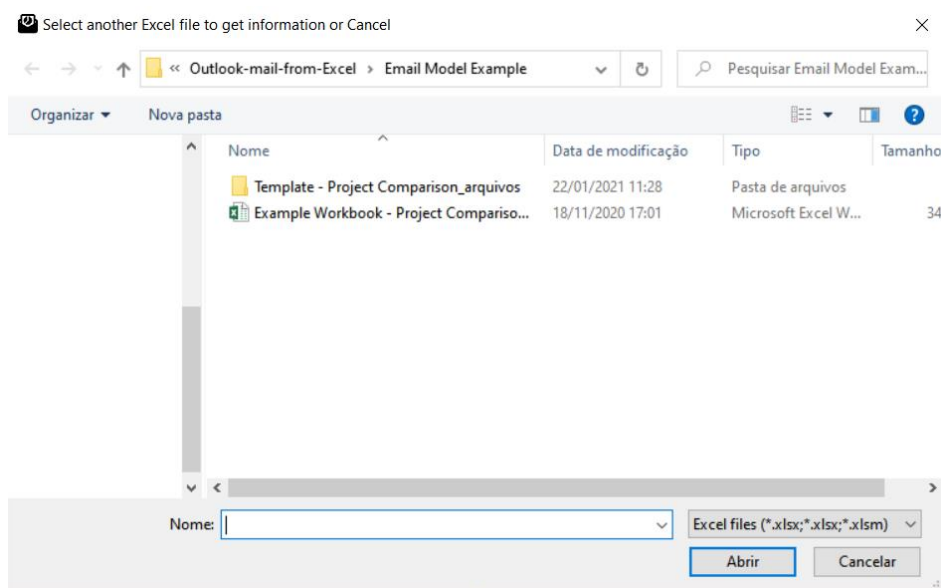 Select another Excel file to get information or Cancel
« Outlook-mail-from-Excel › Email Model Example
Pesquisar Email Model Exam...
Organizar
Nova pasta
Nome
Data de modificação
Tipo
Tamanho
Template - Project Comparison_arquivos 22/01/2021 11:28 Pasta de arquivos
Example Workbook - Project Compariso... 18/11/2020 17:01 Microsoft Excel W... 34
Nome:
Excel files (*.xlsx;*.xlsx;*.xlsm)
Abrir
Cancelar